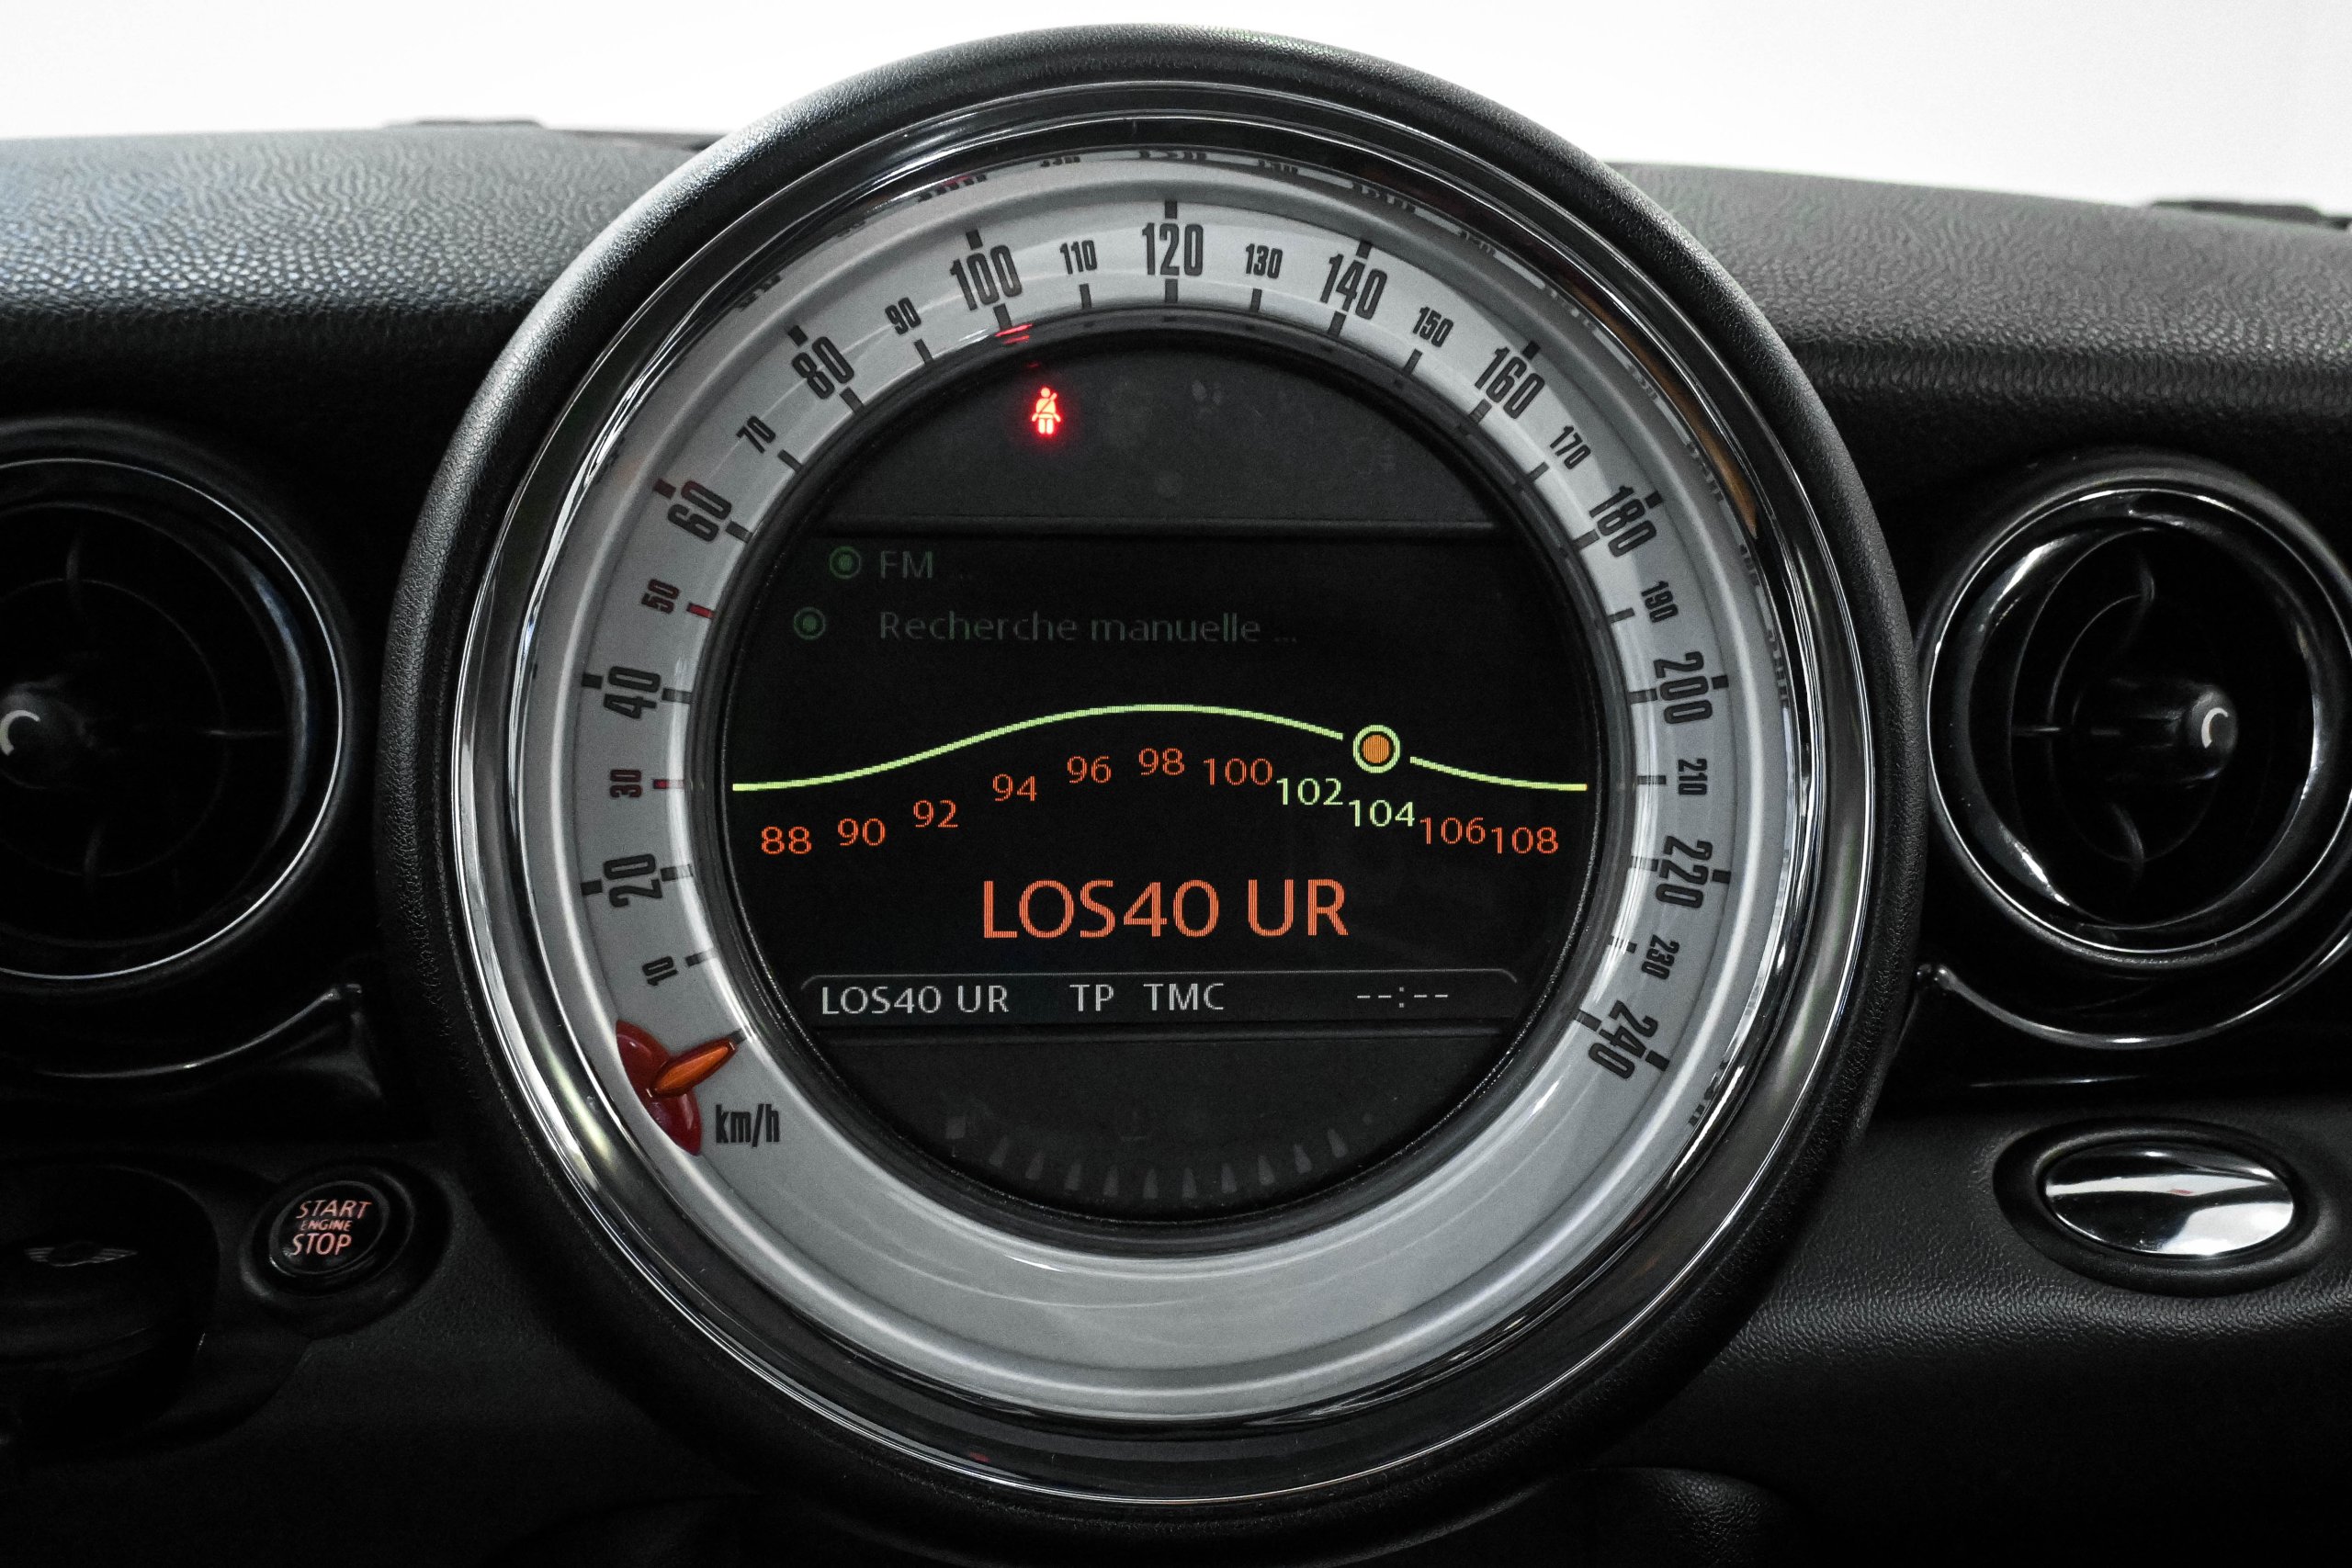 10 20 30 40 50 60 70 80 90 100 110 120 130 140 150 160 170 180 190 200 210 220 230 240
km/h
FM ...
Recherche manuelle ...
88 90 92 94 96 98 100 102 104 106 108
LOS40 UR
LOS40 UR TP TMC --:--
START
ENGINE
STOP